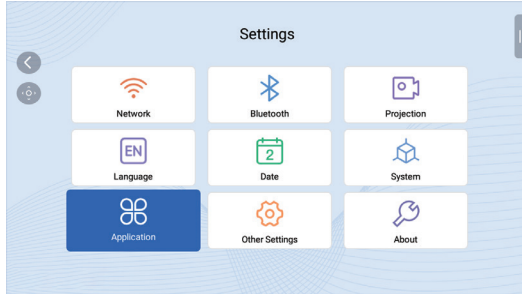 Settings
Network
Bluetooth
Projection
EN
Language
2
Date
System
Application
Other Settings
About